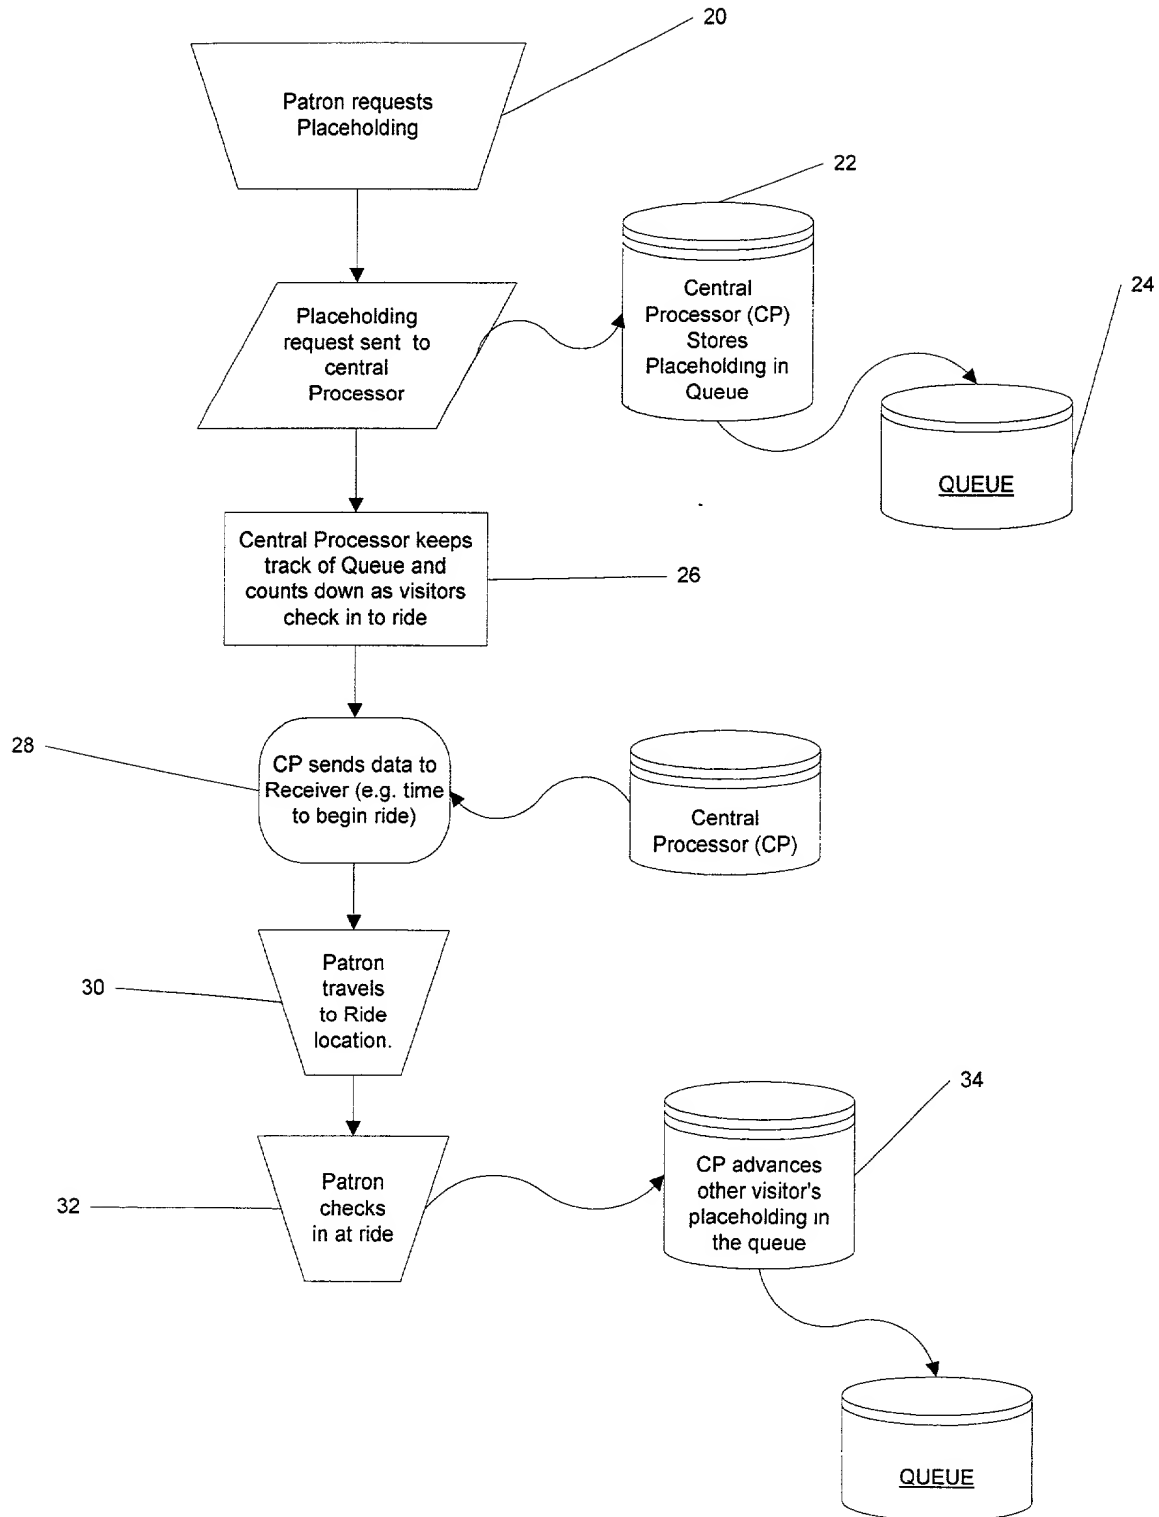 20
Patron requests
Placeholding
22
Central
Processor (CP)
Stores
Placeholding in
Queue
24
Placeholding
request sent to
central
Processor
QUEUE
Central Processor keeps
track of Queue and
counts down as visitors
check in to ride
26
28
CP sends data to
Receiver (e.g. time
to begin ride)
Central
Processor (CP)
30
Patron
travels
to Ride
location.
34
32
Patron
checks
in at ride
CP advances
other visitor's
placeholding in
the queue
QUEUE